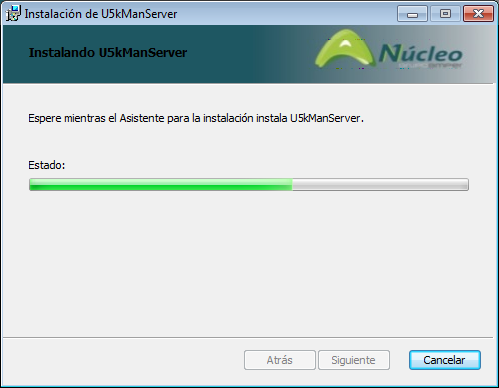 Instalación de U5kManServer
Instalando U5kManServer
Núcleo
Espere mientras el Asistente para la instalación instala U5kManServer.
Estado:
Atrás
Siguiente
Cancelar